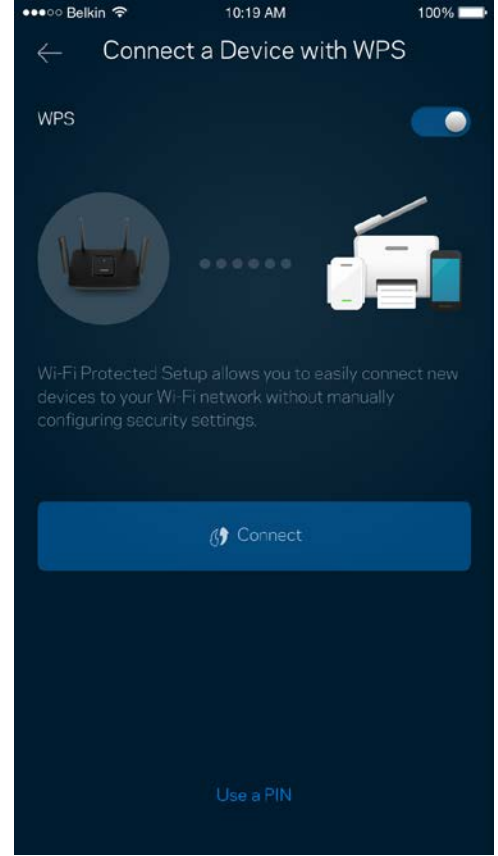 Belkin 10:19 AM 100%
Connect a Device with WPS
WPS
Wi-Fi Protected Setup allows you to easily connect new
devices to your Wi-Fi network without manually
configuring security settings.
Connect
Use a PIN